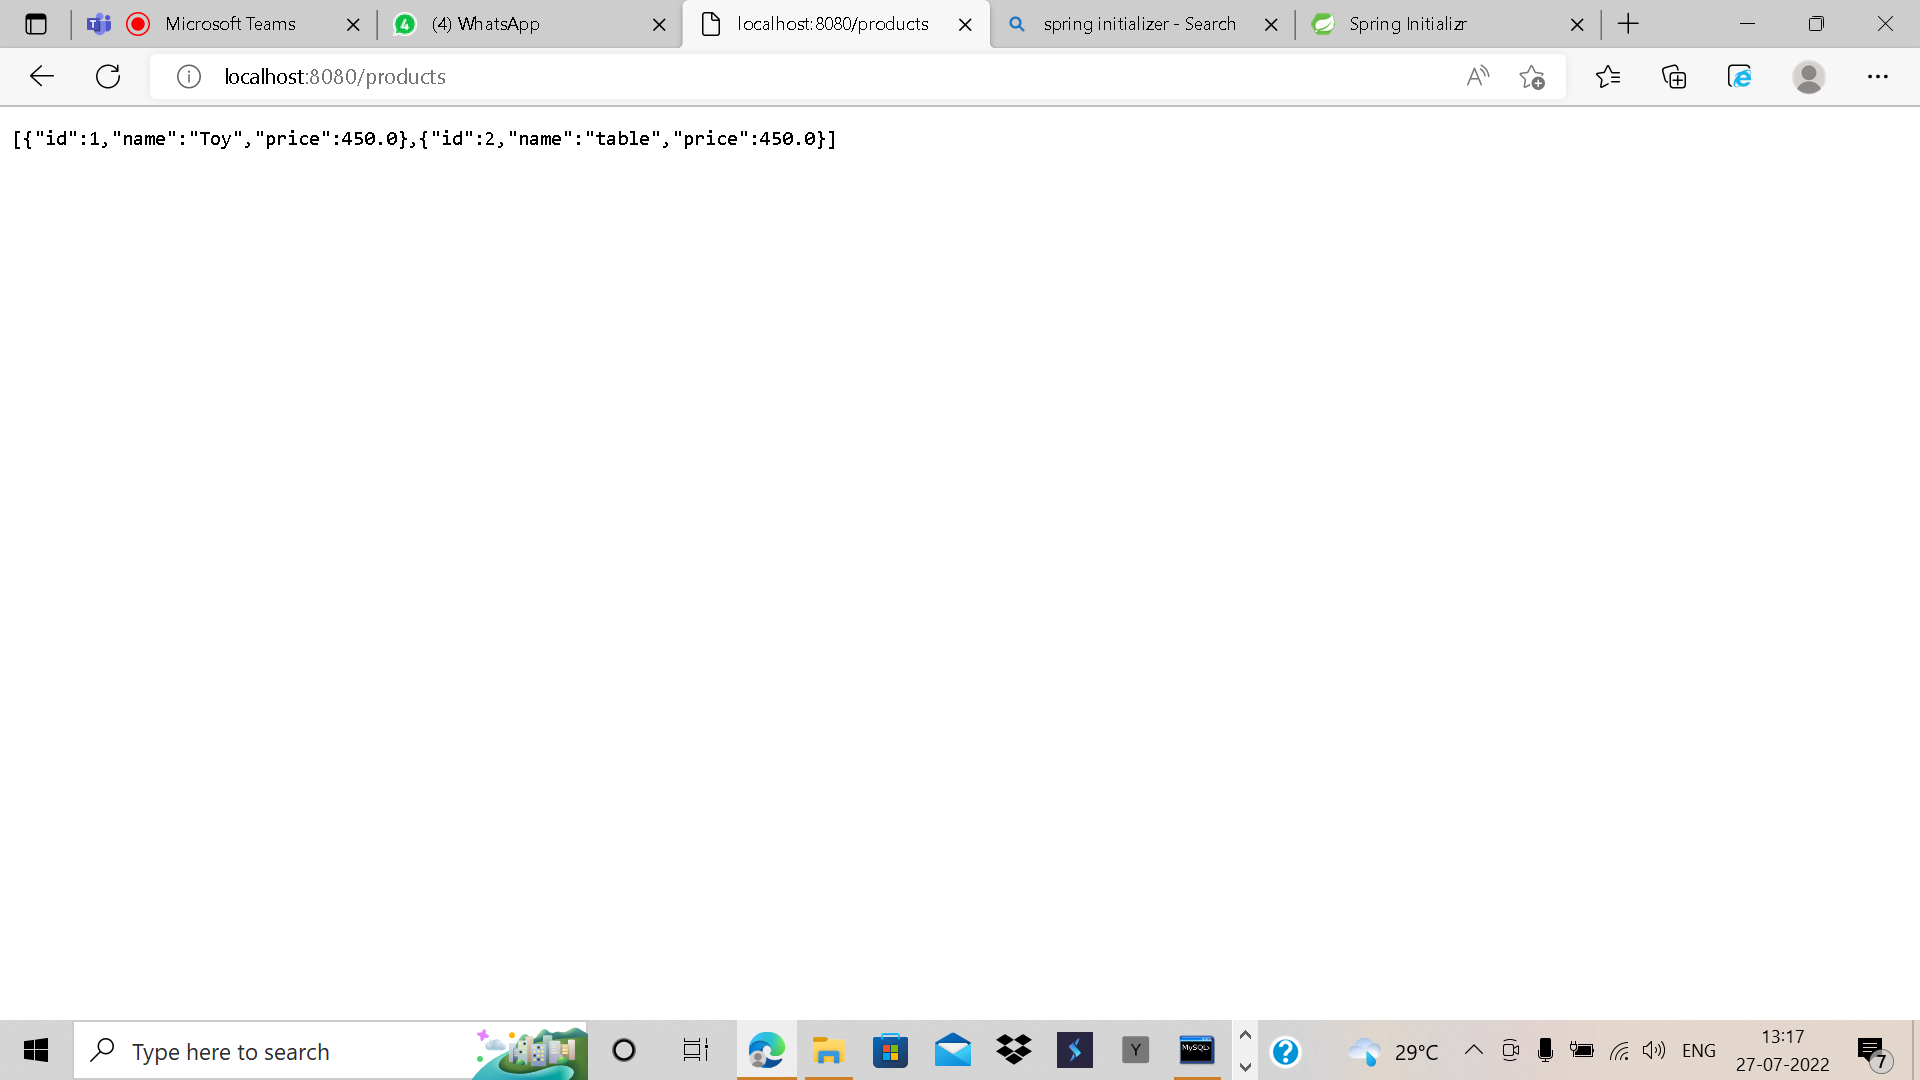 Microsoft Teams
4
(4) WhatsApp
localhost:8080/products
spring initializer - Search
Spring Initializr
localhost:8080/products
[{"id":1,"name":"Toy","price":450.0},{"id":2,"name":"table","price":450.0}]
Type here to search
Y
MySQL
29°C
ENG
13:17
27-07-2022
7